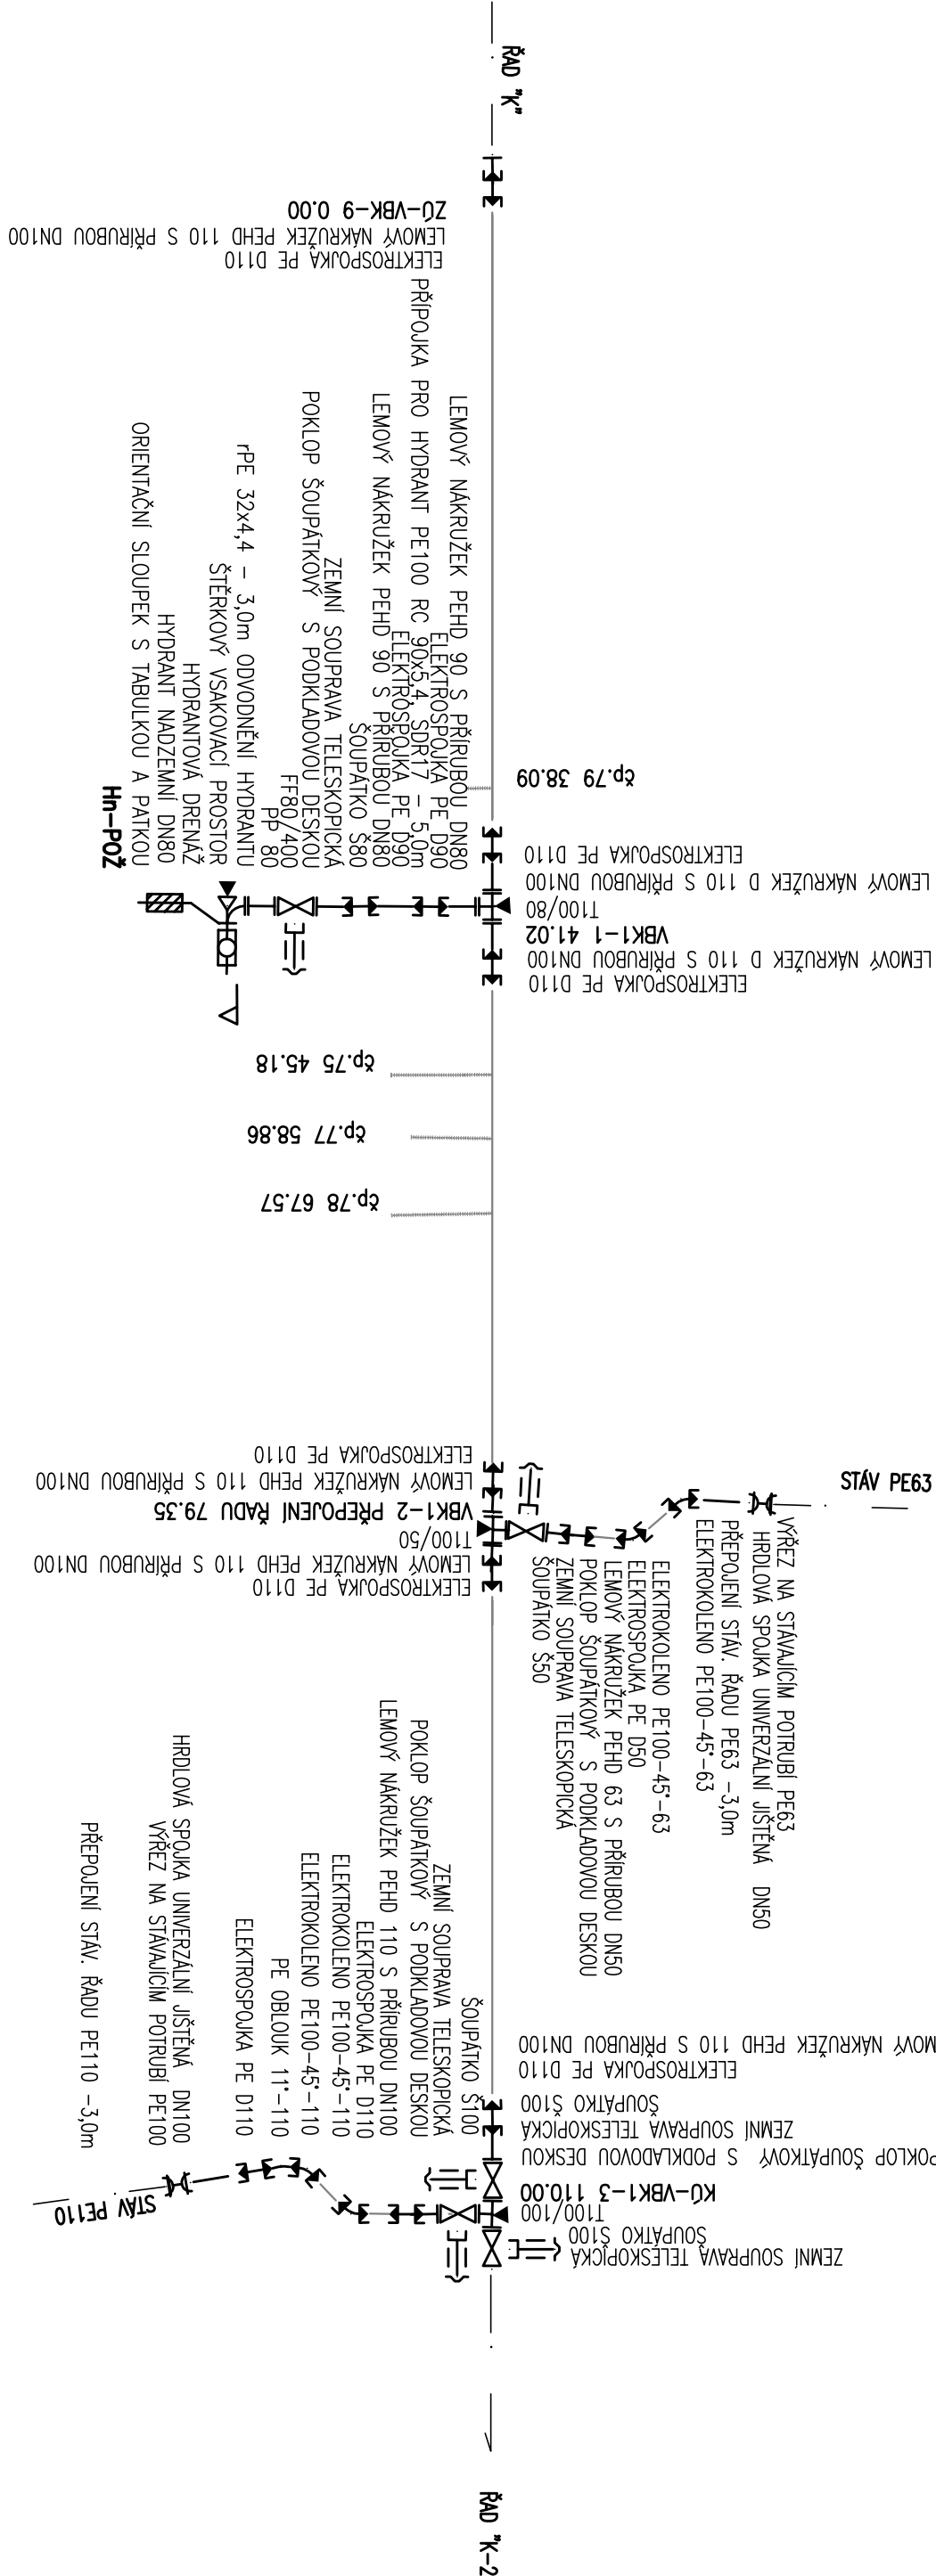 ŘAD "K"
ZÚ-VBK-9 0.00
LEMOVÝ NÁKRUŽEK PEHD 110 S PŘÍRUBOU DN100
ELEKTROSPOJKA PE D110
LEMOVÝ NÁKRUŽEK PEHD 90 S PŘÍRUBOU DN80
ELEKTROSPOJKA PE D90
PŘÍPOJKA PRO HYDRANT PE100 RC 90x5,4, SDR17 - 5,0m
ELEKTROSPOJKA PE D90
LEMOVÝ NÁKRUŽEK PEHD 90 S PŘÍRUBOU DN80
ŠOUPÁTKO Š80
ZEMNÍ SOUPRAVA TELESKOPICKÁ
POKLOP ŠOUPÁTKOVÝ S PODKLADOVOU DESKOU
FF80/400
PP 80
rPE 32x4,4 - 3,0m ODVODNĚNÍ HYDRANTU
ŠTĚRKOVÝ VSAKOVACÍ PROSTOR
HYDRANTOVÁ DRENÁŽ
HYDRANT NADZEMNÍ DN80
ORIENTAČNÍ SLOUPEK S TABULKOU A PATKOU
Hn-POŽ
čp.79 38.09
ELEKTROSPOJKA PE D110
LEMOVÝ NÁKRUŽEK D 110 S PŘÍRUBOU DN100
T100/80
VBK1-1 41.02
LEMOVÝ NÁKRUŽEK D 110 S PŘÍRUBOU DN100
ELEKTROSPOJKA PE D110
čp.75 45.18
čp.77 58.86
čp.78 67.57
ELEKTROSPOJKA PE D110
LEMOVÝ NÁKRUŽEK PEHD 110 S PŘÍRUBOU DN100
VBK1-2 PŘEPOJENÍ ŘADU 79.35
T100/50
LEMOVÝ NÁKRUŽEK PEHD 110 S PŘÍRUBOU DN100
ELEKTROSPOJKA PE D110
STÁV PE63
VÝŘEZ NA STÁVAJÍCÍM POTRUBÍ PE63
HRDLOVÁ SPOJKA UNIVERZÁLNÍ JIŠTĚNÁ DN50
PŘEPOJENÍ STÁV. ŘADU PE63 -3,0m
ELEKTROKOLENO PE100-45°-63
ELEKTROKOLENO PE100-45°-63
ELEKTROSPOJKA PE D50
LEMOVÝ NÁKRUŽEK PEHD 63 S PŘÍRUBOU DN50
POKLOP ŠOUPÁTKOVÝ S PODKLADOVOU DESKOU
ZEMNÍ SOUPRAVA TELESKOPICKÁ
ŠOUPÁTKO Š50
ŠOUPÁTKO Š100
ZEMNÍ SOUPRAVA TELESKOPICKÁ
POKLOP ŠOUPÁTKOVÝ S PODKLADOVOU DESKOU
LEMOVÝ NÁKRUŽEK PEHD 110 S PŘÍRUBOU DN100
ELEKTROSPOJKA PE D110
ELEKTROKOLENO PE100-45°-110
ELEKTROKOLENO PE100-45°-110
PE OBLOUK 11°-110
ELEKTROSPOJKA PE D110
HRDLOVÁ SPOJKA UNIVERZÁLNÍ JIŠTĚNÁ DN100
VÝŘEZ NA STÁVAJÍCÍM POTRUBÍ PE100
PŘEPOJENÍ STÁV. ŘADU PE110 -3,0m
STÁV PE110
MOVÝ NÁKRUŽEK PEHD 110 S PŘÍRUBOU DN100
ELEKTROSPOJKA PE D110
ŠOUPÁTKO Š100
ZEMNÍ SOUPRAVA TELESKOPICKÁ
POKLOP ŠOUPÁTKOVÝ S PODKLADOVOU DESKOU
KÚ-VBK1-3 110.00
T100/100
ŠOUPÁTKO Š100
ZEMNÍ SOUPRAVA TELESKOPICKÁ
ŘAD "K-2